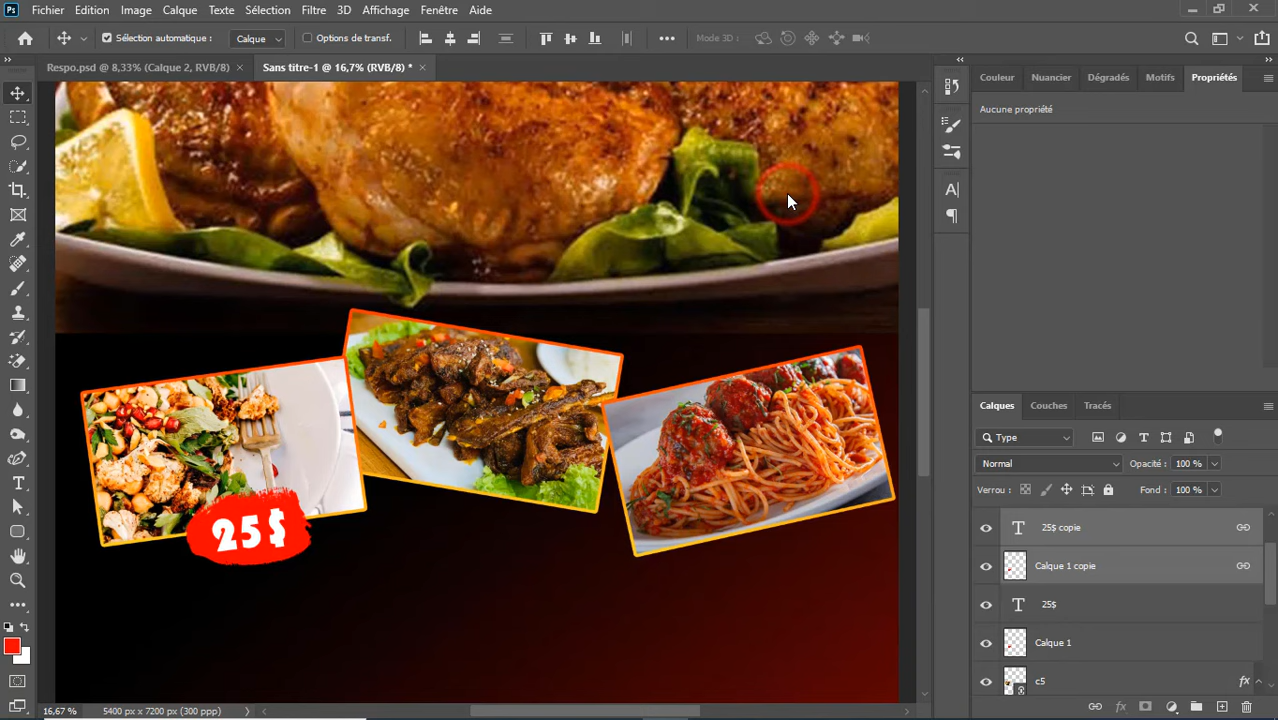 Ps Fichier Edition Image Calque Texte Sélection Filtre 3D Affichage Fenêtre Aide
Sélection automatique : Calque Options de transf. Mode 3D :
Respo.psd @ 8,33% (Calque 2, RVB/8) × Sans titre-1 @ 16,7% (RVB/8) * ×
Couleur Nuancier Dégradés Motifs Propriétés
Aucune propriété
25$
Calques Couches Tracés
Type
Normal Opacité : 100 %
Verrou : Fond : 100 %
25$ copie
Calque 1 copie
25$
Calque 1
c5 fx
16,67 % 5400 px x 7200 px (300 ppp)